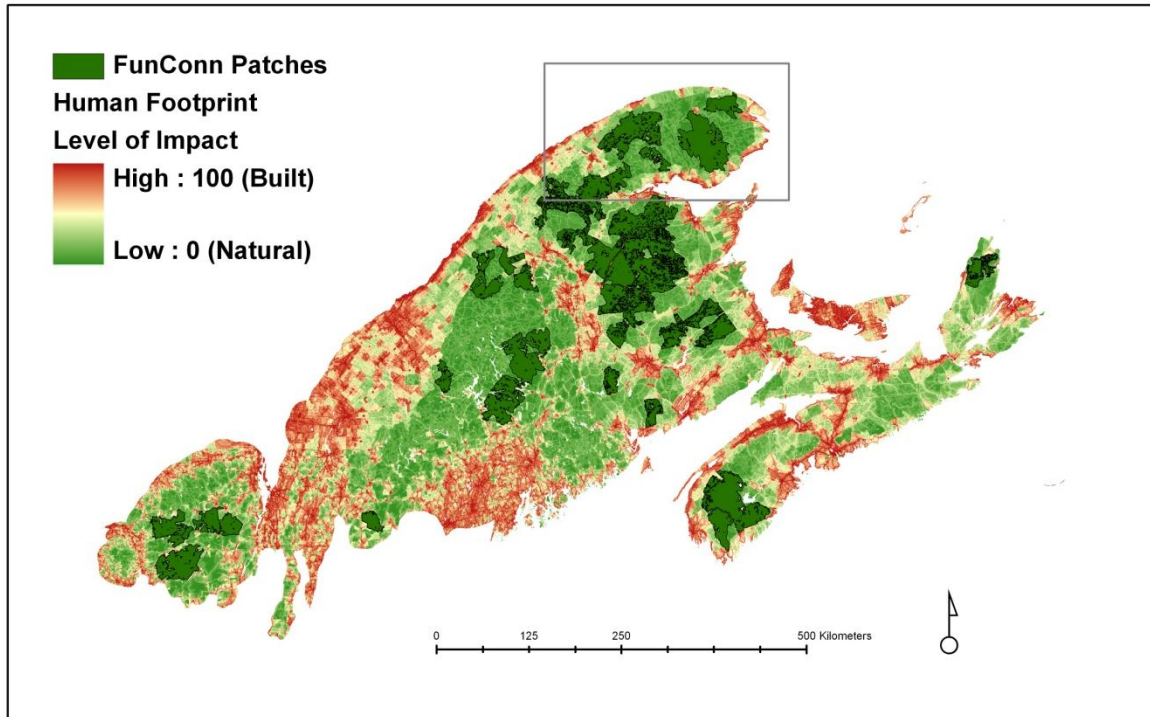 FunConn Patches
Human Footprint
Level of Impact
High : 100 (Built)
Low : 0 (Natural)
0 125 250 500 Kilometers